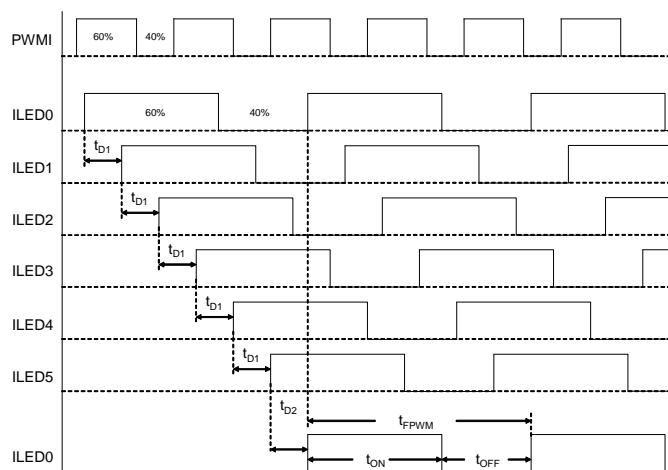 PWMI
60% 40%
ILED0
60% 40%
tD1
ILED1
tD1
ILED2
tD1
ILED3
tD1
ILED4
tD1
ILED5
tD2
tFPWM
ILED0
tON tOFF